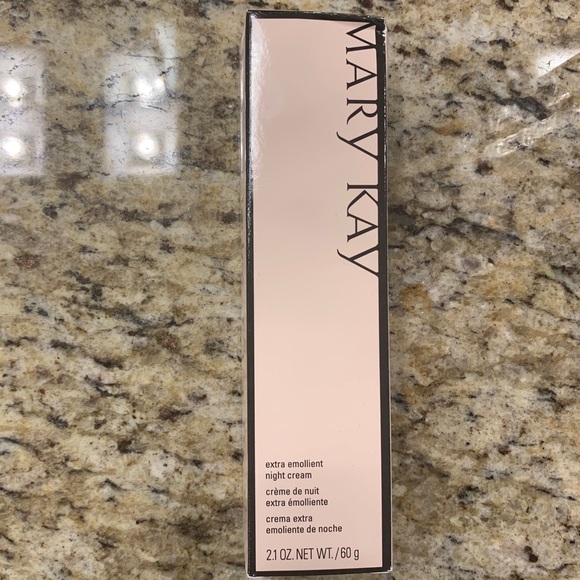 MARY KAY
extra emollient
night cream
crème de nuit
extra émolliente
crema extra
emoliente de noche
2.1 OZ. NET WT. / 60 g